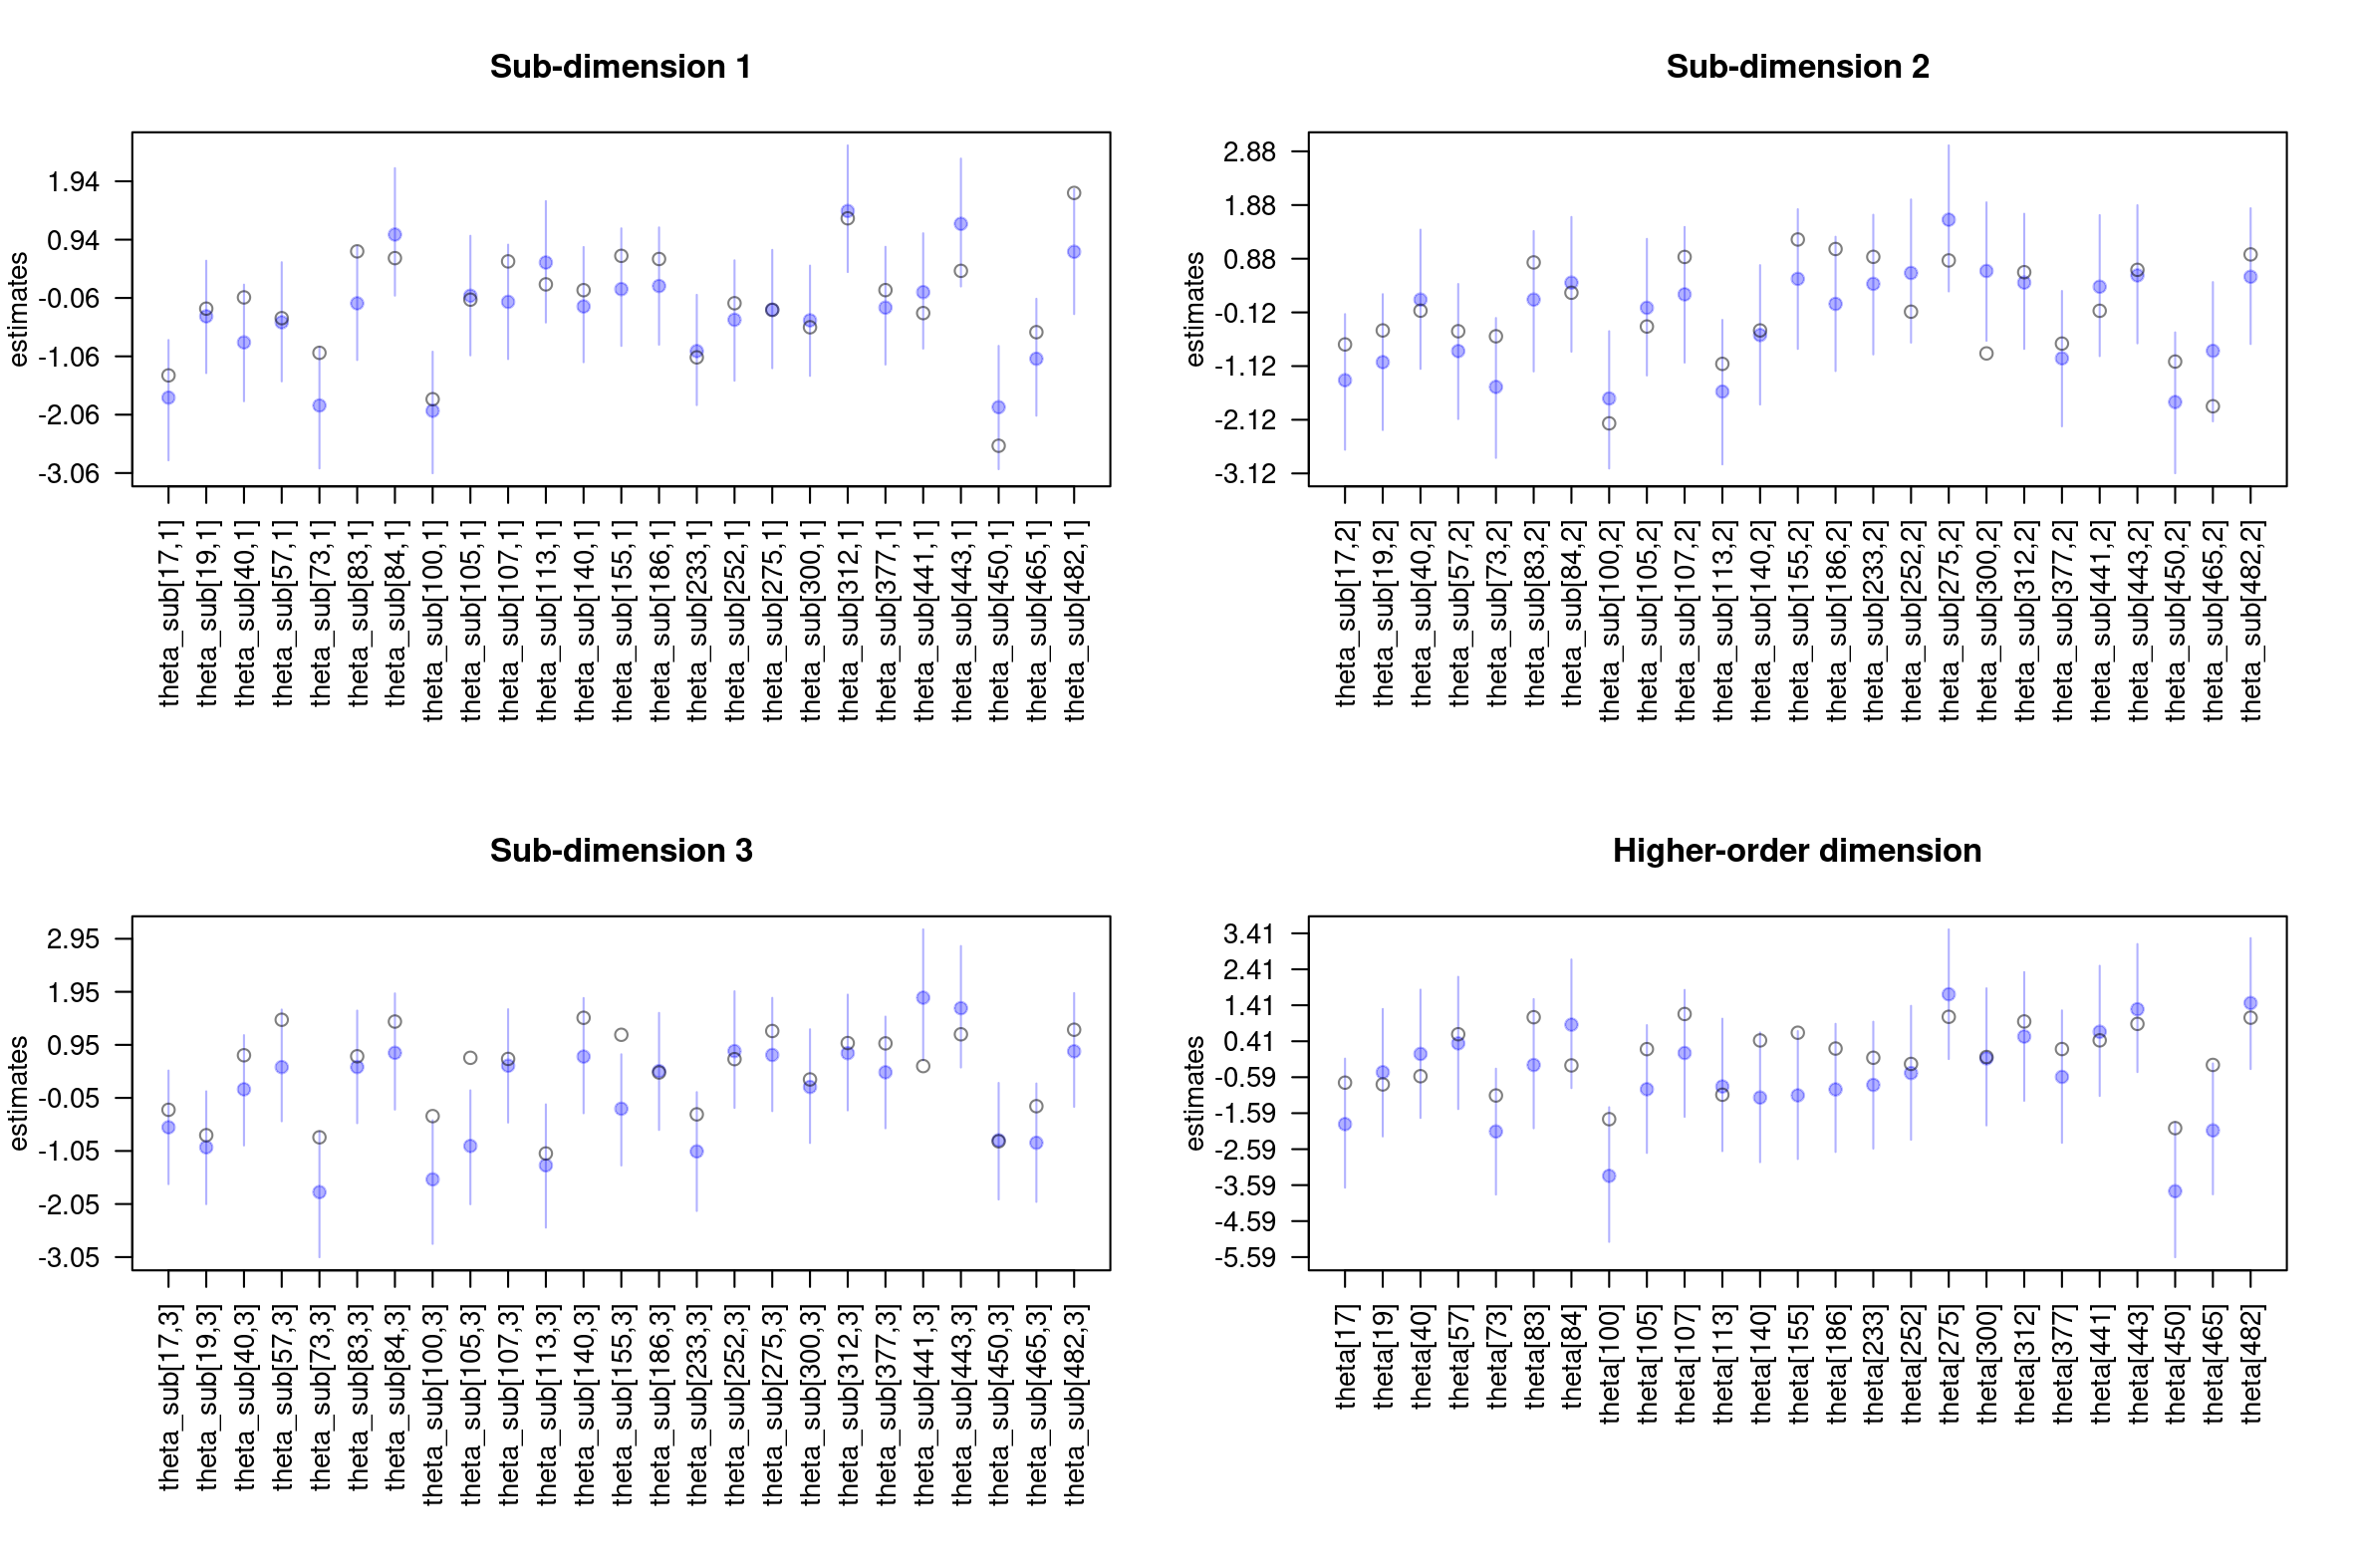 Sub-dimension 1
estimates
1.94
0.94
-0.06
-1.06
-2.06
-3.06
theta_sub[17,1]
theta_sub[19,1]
theta_sub[40,1]
theta_sub[57,1]
theta_sub[73,1]
theta_sub[83,1]
theta_sub[84,1]
theta_sub[100,1]
theta_sub[105,1]
theta_sub[107,1]
theta_sub[113,1]
theta_sub[140,1]
theta_sub[155,1]
theta_sub[186,1]
theta_sub[233,1]
theta_sub[252,1]
theta_sub[275,1]
theta_sub[300,1]
theta_sub[312,1]
theta_sub[377,1]
theta_sub[441,1]
theta_sub[443,1]
theta_sub[450,1]
theta_sub[465,1]
theta_sub[482,1]
Sub-dimension 2
estimates
2.88
1.88
0.88
-0.12
-1.12
-2.12
-3.12
theta_sub[17,2]
theta_sub[19,2]
theta_sub[40,2]
theta_sub[57,2]
theta_sub[73,2]
theta_sub[83,2]
theta_sub[84,2]
theta_sub[100,2]
theta_sub[105,2]
theta_sub[107,2]
theta_sub[113,2]
theta_sub[140,2]
theta_sub[155,2]
theta_sub[186,2]
theta_sub[233,2]
theta_sub[252,2]
theta_sub[275,2]
theta_sub[300,2]
theta_sub[312,2]
theta_sub[377,2]
theta_sub[441,2]
theta_sub[443,2]
theta_sub[450,2]
theta_sub[465,2]
theta_sub[482,2]
Sub-dimension 3
estimates
2.95
1.95
0.95
-0.05
-1.05
-2.05
-3.05
theta_sub[17,3]
theta_sub[19,3]
theta_sub[40,3]
theta_sub[57,3]
theta_sub[73,3]
theta_sub[83,3]
theta_sub[84,3]
theta_sub[100,3]
theta_sub[105,3]
theta_sub[107,3]
theta_sub[113,3]
theta_sub[140,3]
theta_sub[155,3]
theta_sub[186,3]
theta_sub[233,3]
theta_sub[252,3]
theta_sub[275,3]
theta_sub[300,3]
theta_sub[312,3]
theta_sub[377,3]
theta_sub[441,3]
theta_sub[443,3]
theta_sub[450,3]
theta_sub[465,3]
theta_sub[482,3]
Higher-order dimension
estimates
3.41
2.41
1.41
0.41
-0.59
-1.59
-2.59
-3.59
-4.59
-5.59
theta[17]
theta[19]
theta[40]
theta[57]
theta[73]
theta[83]
theta[84]
theta[100]
theta[105]
theta[107]
theta[113]
theta[140]
theta[155]
theta[186]
theta[233]
theta[252]
theta[275]
theta[300]
theta[312]
theta[377]
theta[441]
theta[443]
theta[450]
theta[465]
theta[482]